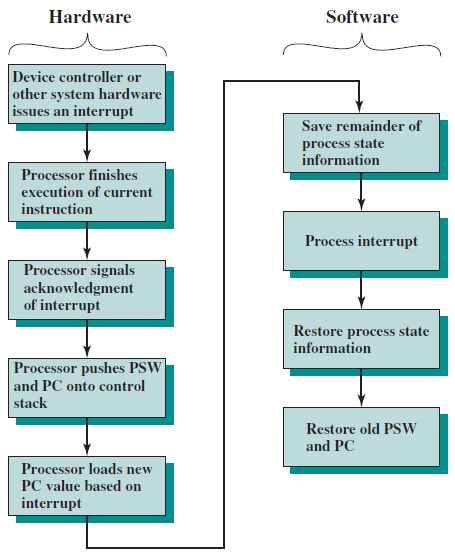 Hardware
Device controller or
other system hardware
issues an interrupt
Processor finishes
execution of current
instruction
Processor signals
acknowledgment
of interrupt
Processor pushes PSW
and PC onto control
stack
Processor loads new
PC value based on
interrupt
Software
Save remainder of
process state
information
Process interrupt
Restore process state
information
Restore old PSW
and PC